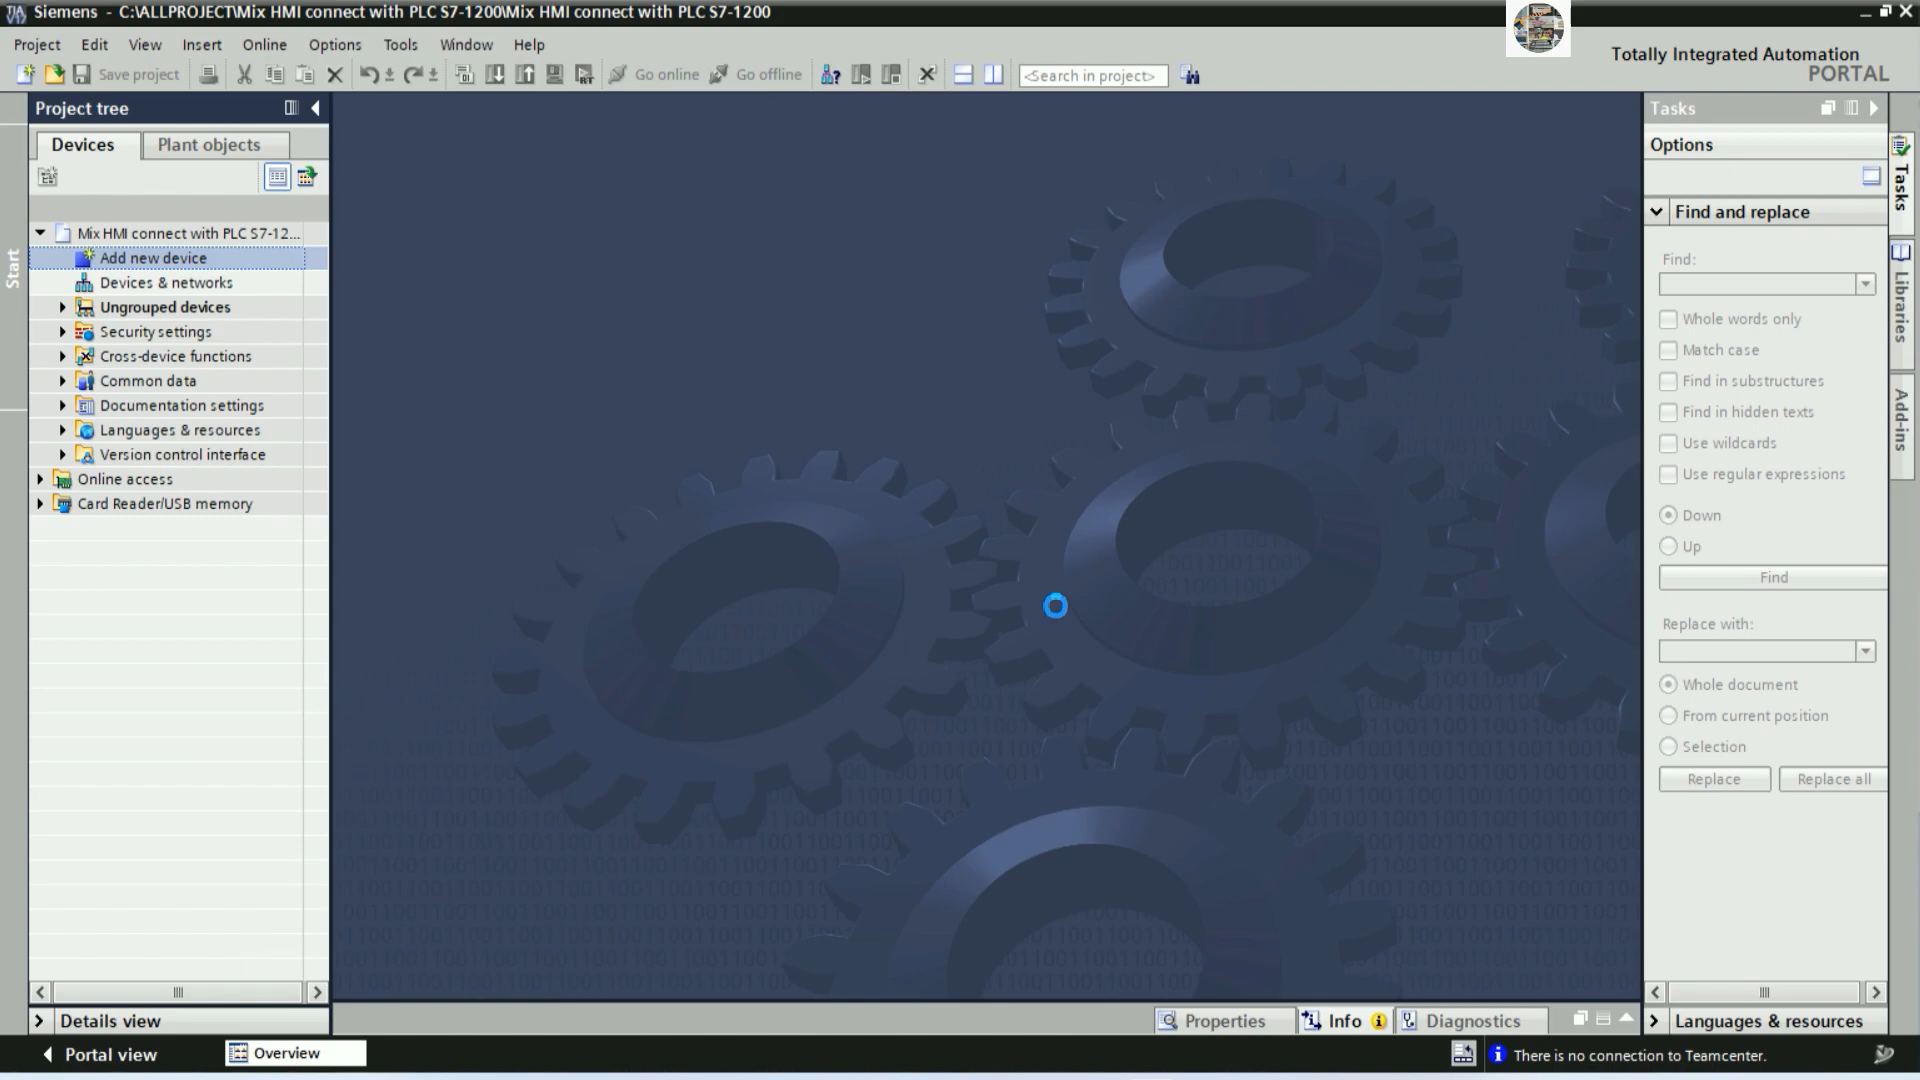 Siemens - C:\ALLPROJECT\Mix HMI connect with PLC S7-1200\Mix HMI connect with PLC S7-1200
Project Edit View Insert Online Options Tools Window Help
Totally Integrated Automation
PORTAL
Save project
Go online
Go offline
<Search in project>
Project tree
Devices
Plant objects
Start
Mix HMI connect with PLC S7-12...
Add new device
Devices & networks
Ungrouped devices
Security settings
Cross-device functions
Common data
Documentation settings
Languages & resources
Version control interface
Online access
Card Reader/USB memory
Details view
Tasks
Options
Find and replace
Find:
Whole words only
Match case
Find in substructures
Find in hidden texts
Use wildcards
Use regular expressions
Down
Up
Find
Replace with:
Whole document
From current position
Selection
Replace
Replace all
Languages & resources
Tasks
Libraries
Add-ins
Properties
Info
Diagnostics
Portal view
Overview
There is no connection to Teamcenter.